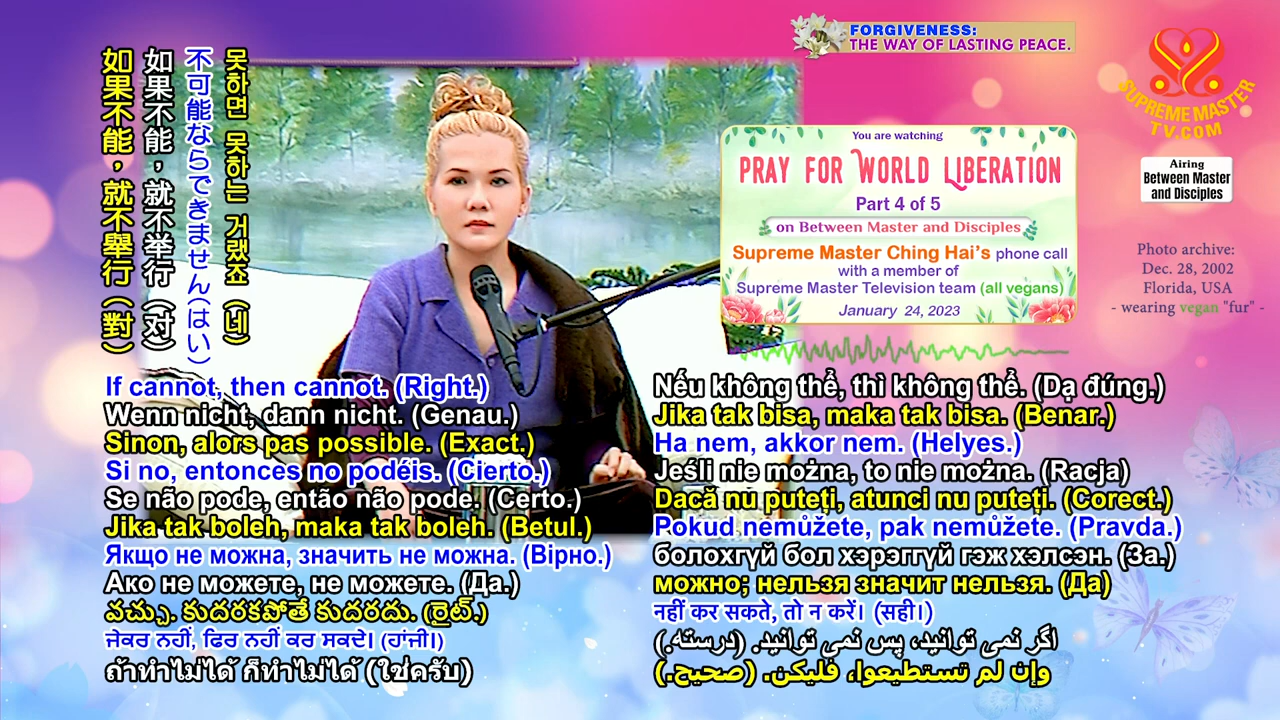 FORGIVENESS:
THE WAY OF LASTING PEACE.
SUPREME MASTER
TV.COM
You are watching
PRAY FOR WORLD LIBERATION
Part 4 of 5
on Between Master and Disciples
Supreme Master Ching Hai's phone call
with a member of
Supreme Master Television team (all vegans)
January 24, 2023
Airing
Between Master
and Disciples
Photo archive:
Dec. 28, 2002
Florida, USA
- wearing vegan "fur" -
못하면 못하는 거랬죠 (네)
不可能ならできません(はい)
如果不能，就不举行（对）
如果不能，就不舉行（對）
If cannot, then cannot. (Right.)
Wenn nicht, dann nicht. (Genau.)
Sinon, alors pas possible. (Exact.)
Si no, entonces no podéis. (Cierto.)
Se não pode, então não pode. (Certo.)
Jika tak boleh, maka tak boleh. (Betul.)
Якщо не можна, значить не можна. (Вірно.)
Ако не можете, не можете. (Да.)
వచ్చు. కుదరకపోతే కుదరదు. (రైట్.)
ਜੇਕਰ ਨਹੀਂ, ਫਿਰ ਨਹੀਂ ਕਰ ਸਕਦੇ। (ਹਾਂਜੀ।)
ถ้าทำไม่ได้ ก็ทำไม่ได้ (ใช่ครับ)
Nếu không thể, thì không thể. (Dạ đúng.)
Jika tak bisa, maka tak bisa. (Benar.)
Ha nem, akkor nem. (Helyes.)
Jeśli nie można, to nie można. (Racja)
Dacă nu puteți, atunci nu puteți. (Corect.)
Pokud nemůžete, pak nemůžete. (Pravda.)
болохгүй бол хэрэггүй гэж хэлсэн. (За.)
можно; нельзя значит нельзя. (Да)
नहीं कर सकते, तो न करें। (सही।)
اگر نمی توانید، پس نمی توانید. (درسته.)
وإن لم تستطيعوا، فليكن. (صحيح.)